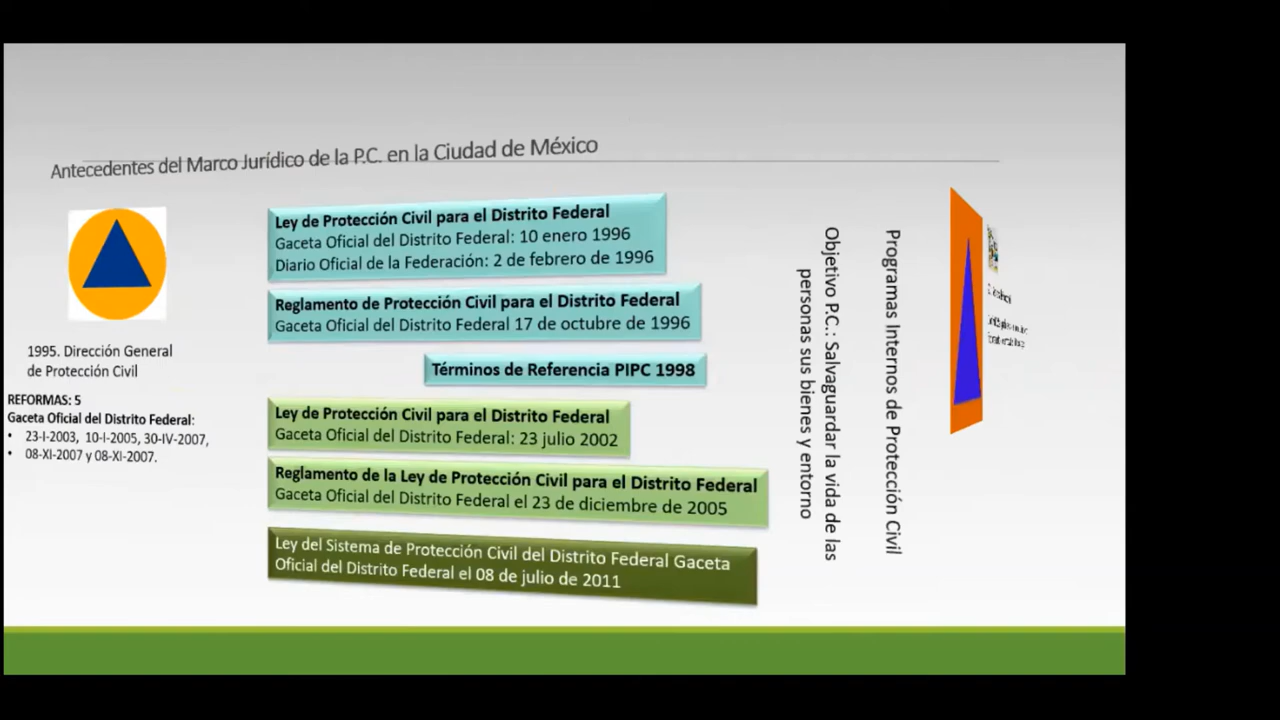 Antecedentes del Marco Jurídico de la P.C. en la Ciudad de México
1995. Dirección General
de Protección Civil
REFORMAS: 5
Gaceta Oficial del Distrito Federal:
• 23-I-2003, 10-I-2005, 30-IV-2007,
• 08-XI-2007 y 08-XI-2007.
Ley de Protección Civil para el Distrito Federal
Gaceta Oficial del Distrito Federal: 10 enero 1996
Diario Oficial de la Federación: 2 de febrero de 1996
Reglamento de Protección Civil para el Distrito Federal
Gaceta Oficial del Distrito Federal 17 de octubre de 1996
Términos de Referencia PIPC 1998
Ley de Protección Civil para el Distrito Federal
Gaceta Oficial del Distrito Federal: 23 julio 2002
Reglamento de la Ley de Protección Civil para el Distrito Federal
Gaceta Oficial del Distrito Federal el 23 de diciembre de 2005
Ley del Sistema de Protección Civil del Distrito Federal Gaceta
Oficial del Distrito Federal el 08 de julio de 2011
Programas Internos de Protección Civil
Objetivo P.C.: Salvaguardar la vida de las
personas sus bienes y entorno